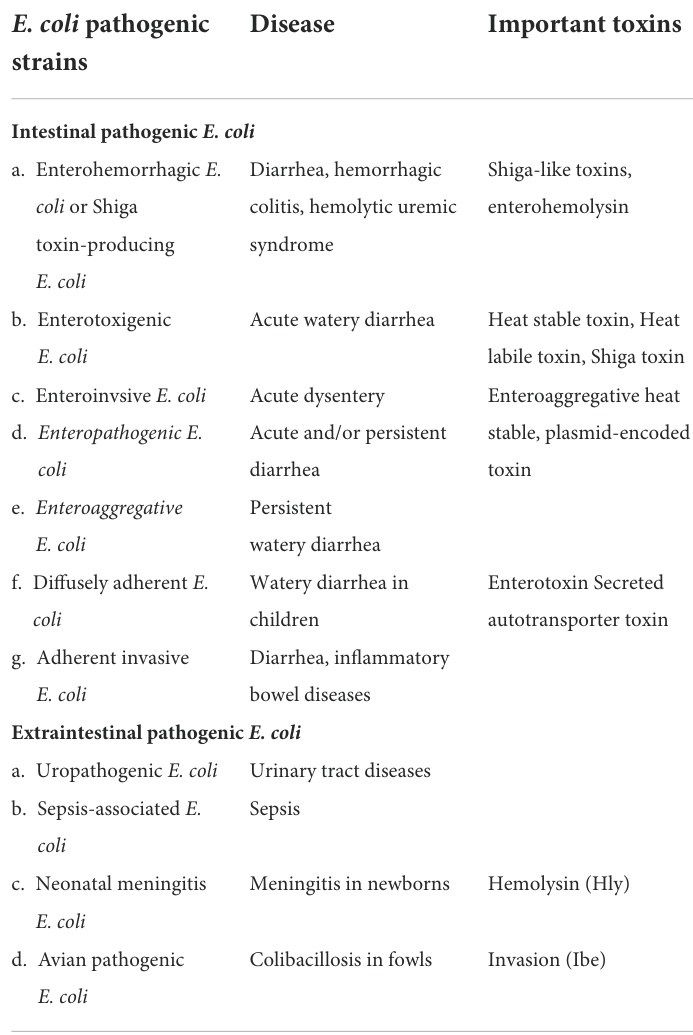 E. coli pathogenic Disease Important toxins
strains
Intestinal pathogenic E. coli
a. Enterohemorrhagic E. Diarrhea, hemorrhagic Shiga-like toxins,
coli or Shiga colitis, hemolytic uremic enterohemolysin
toxin-producing syndrome
E. coli
b. Enterotoxigenic Acute watery diarrhea Heat stable toxin, Heat
E. coli labile toxin, Shiga toxin
c. Enteroinvsive E. coli Acute dysentery Enteroaggregative heat
d. Enteropathogenic E. Acute and/or persistent stable, plasmid-encoded
coli diarrhea toxin
e. Enteroaggregative Persistent
E. coli watery diarrhea
f. Diffusely adherent E. Watery diarrhea in Enterotoxin Secreted
coli children autotransporter toxin
g. Adherent invasive Diarrhea, inflammatory
E. coli bowel diseases
Extraintestinal pathogenic E. coli
a. Uropathogenic E. coli Urinary tract diseases
b. Sepsis-associated E. Sepsis
coli
c. Neonatal meningitis Meningitis in newborns Hemolysin (Hly)
E. coli
d. Avian pathogenic Colibacillosis in fowls Invasion (Ibe)
E. coli